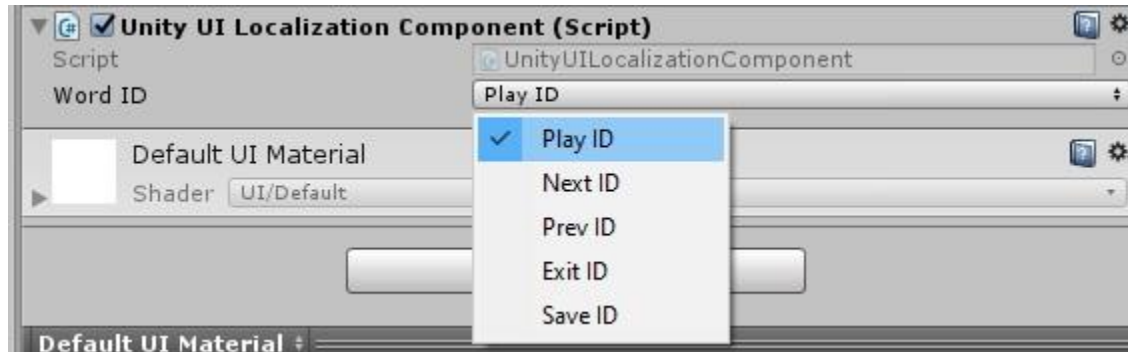 Unity UI Localization Component (Script)
Script UnityUILocalizationComponent
Word ID Play ID
Play ID
Next ID
Prev ID
Exit ID
Save ID
Default UI Material
Shader UI/Default
Default UI Material